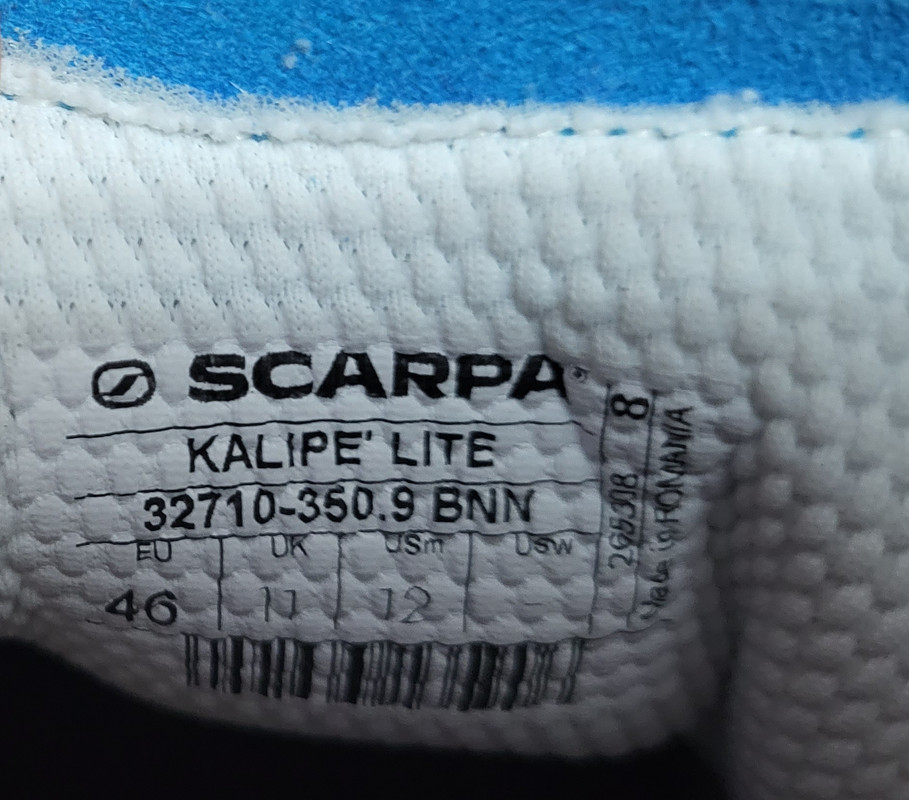 SCARPA®
KALIPE' LITE
32710-350.9 BNN
EU UK USm USw
46 11 12 -
8
Made in ROMANIA